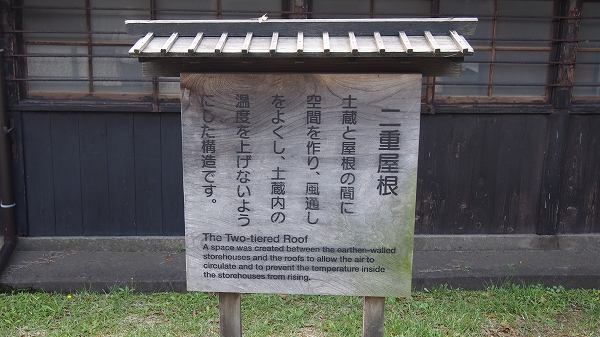 二重屋根
土蔵と屋根の間に
空間を作り、風通し
をよくし、土蔵内の
温度を上げないよう
にした構造です。
The Two-tiered Roof
A space was created between the earthen-walled
storehouses and the roofs to allow the air to
circulate and to prevent the temperature inside
the storehouses from rising.